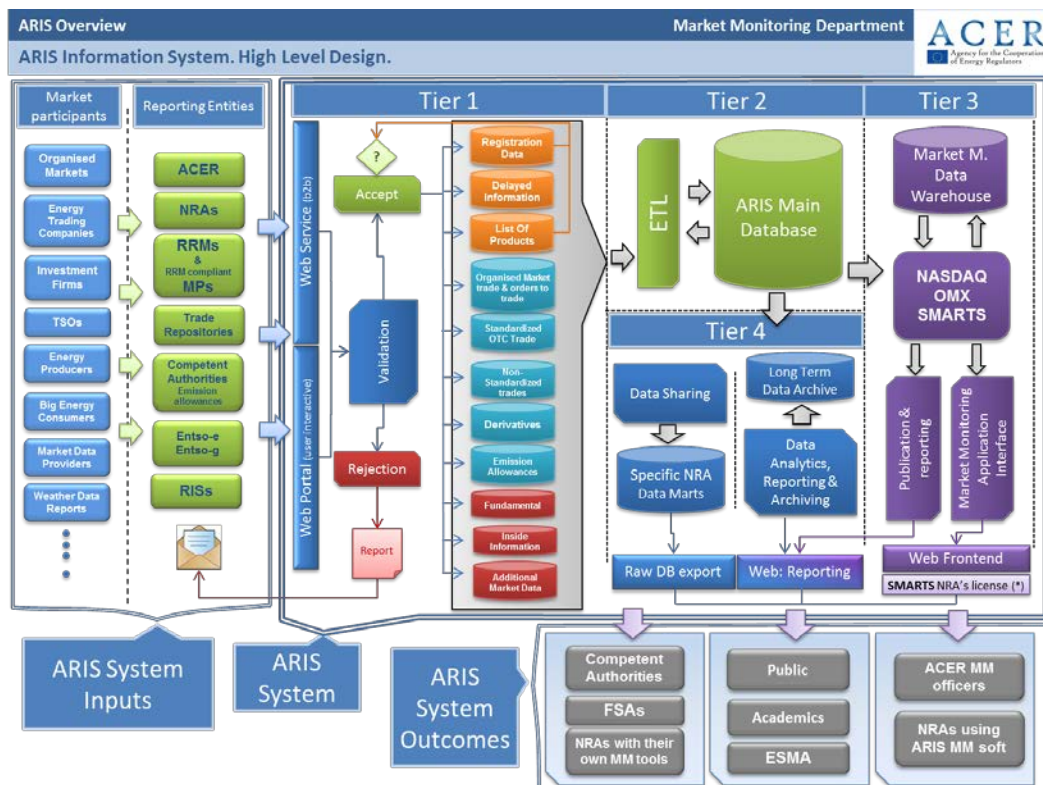 ARIS Overview
Market Monitoring Department
ARIS Information System. High Level Design.
ACER
Agency for the Cooperation
of Energy Regulators
Market
participants
Reporting Entities
Organised
Markets
Energy
Trading
Companies
Investment
Firms
TSOs
Energy
Producers
Big Energy
Consumers
Market Data
Providers
Weather Data
Reports
ACER
NRAs
RRMs
&
RRM compliant
MPs
Trade
Repositories
Competent
Authorities
Emission
allowances
Entso-e
Entso-g
RISs
Tier 1
Web Service (b2b)
Web Portal (user interactive)
?
Accept
Validation
Rejection
Report
Registration
Data
Delayed
Information
List Of
Products
Organised Market
trade & orders to
trade
Standardized
OTC Trade
Non-
Standardized
trades
Derivatives
Emission
Allowances
Fundamental
Inside
Information
Additional
Market Data
Tier 2
ETL
ARIS Main
Database
Tier 3
Market M.
Data
Warehouse
NASDAQ
OMX
SMARTS
Publication &
reporting
Market Monitoring
Application
Interface
Web Frontend
SMARTS NRA's license (*)
Tier 4
Data Sharing
Long Term
Data Archive
Specific NRA
Data Marts
Data
Analytics,
Reporting &
Archiving
Raw DB export
Web: Reporting
ARIS System
Inputs
ARIS
System
ARIS
System
Outcomes
Competent
Authorities
FSAs
NRAs with their
own MM tools
Public
Academics
ESMA
ACER MM
officers
NRAs using
ARIS MM soft